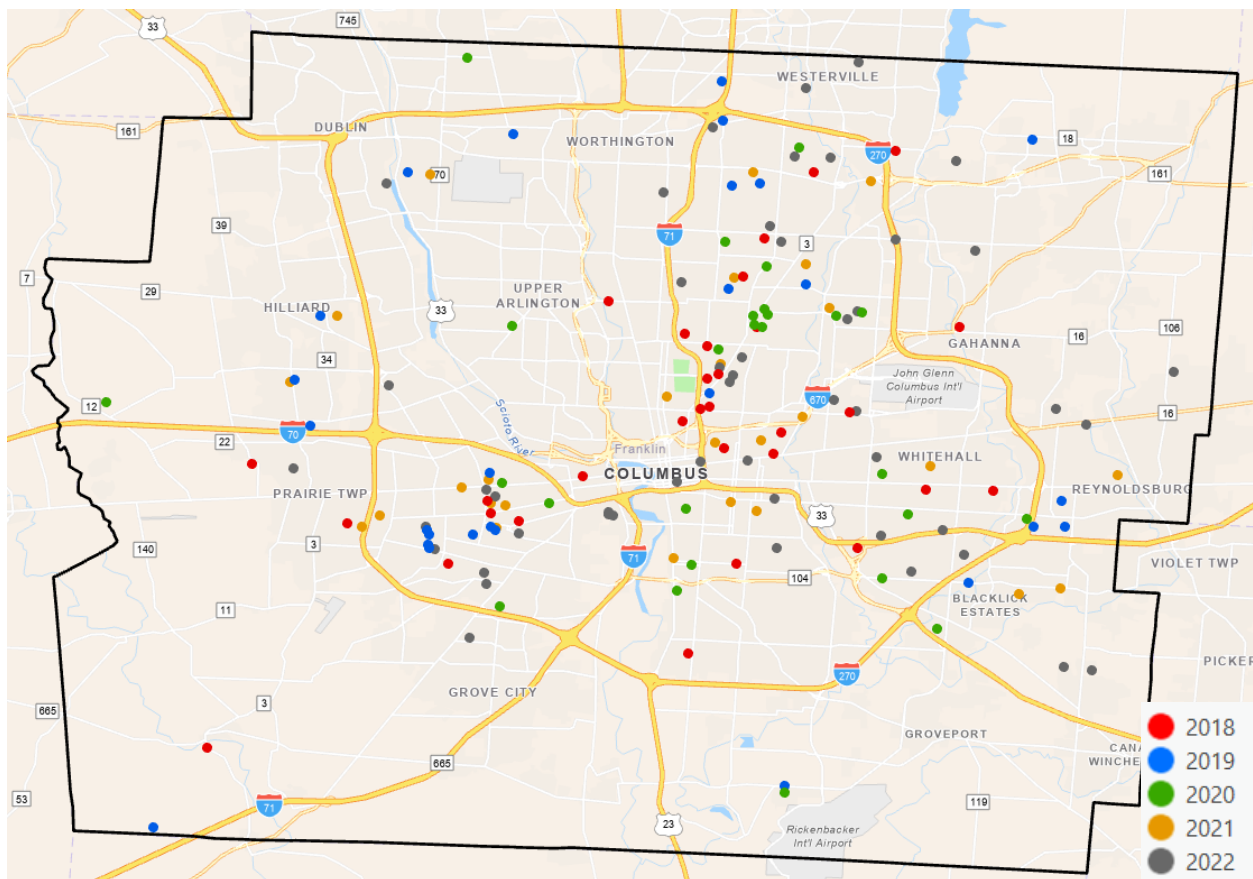 745
33
WESTERVILLE
161
DUBLIN
WORTHINGTON
18
270
70
161
39
71
3
7
29
HILLIARD
UPPER
ARLINGTON
33
16
106
GAHANNA
34
John Glenn
Columbus Int'l
Airport
670
12
16
Scioto River
70
22
Franklin
WHITEHALL
COLUMBUS
PRAIRIE TWP
REYNOLDSBURG
33
140
3
71
104
VIOLET TWP
11
BLACKLICK
ESTATES
PICKER
270
GROVE CITY
665
3
GROVEPORT
665
CANA
WINCHE
53
71
119
23
Rickenbacker
Int'l Airport
2018
2019
2020
2021
2022